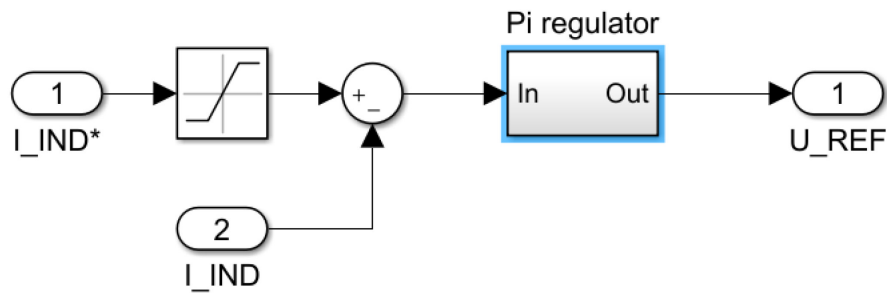 Pi regulator
1
I_IND*
+
−
In Out
1
U_REF
2
I_IND